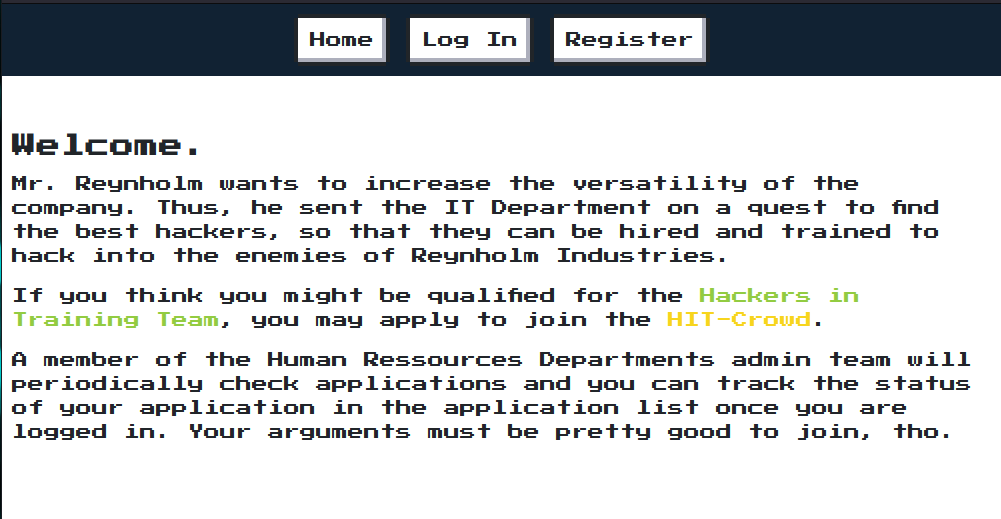 Home Log In Register
Welcome.
Mr. Reynholm wants to increase the versatility of the
company. Thus, he sent the IT Department on a quest to find
the best hackers, so that they can be hired and trained to
hack into the enemies of Reynholm Industries.
If you think you might be qualified for the Hackers in
Training Team, you may apply to join the HIT-Crowd.
A member of the Human Ressources Departments admin team will
periodically check applications and you can track the status
of your application in the application list once you are
logged in. Your arguments must be pretty good to join, tho.